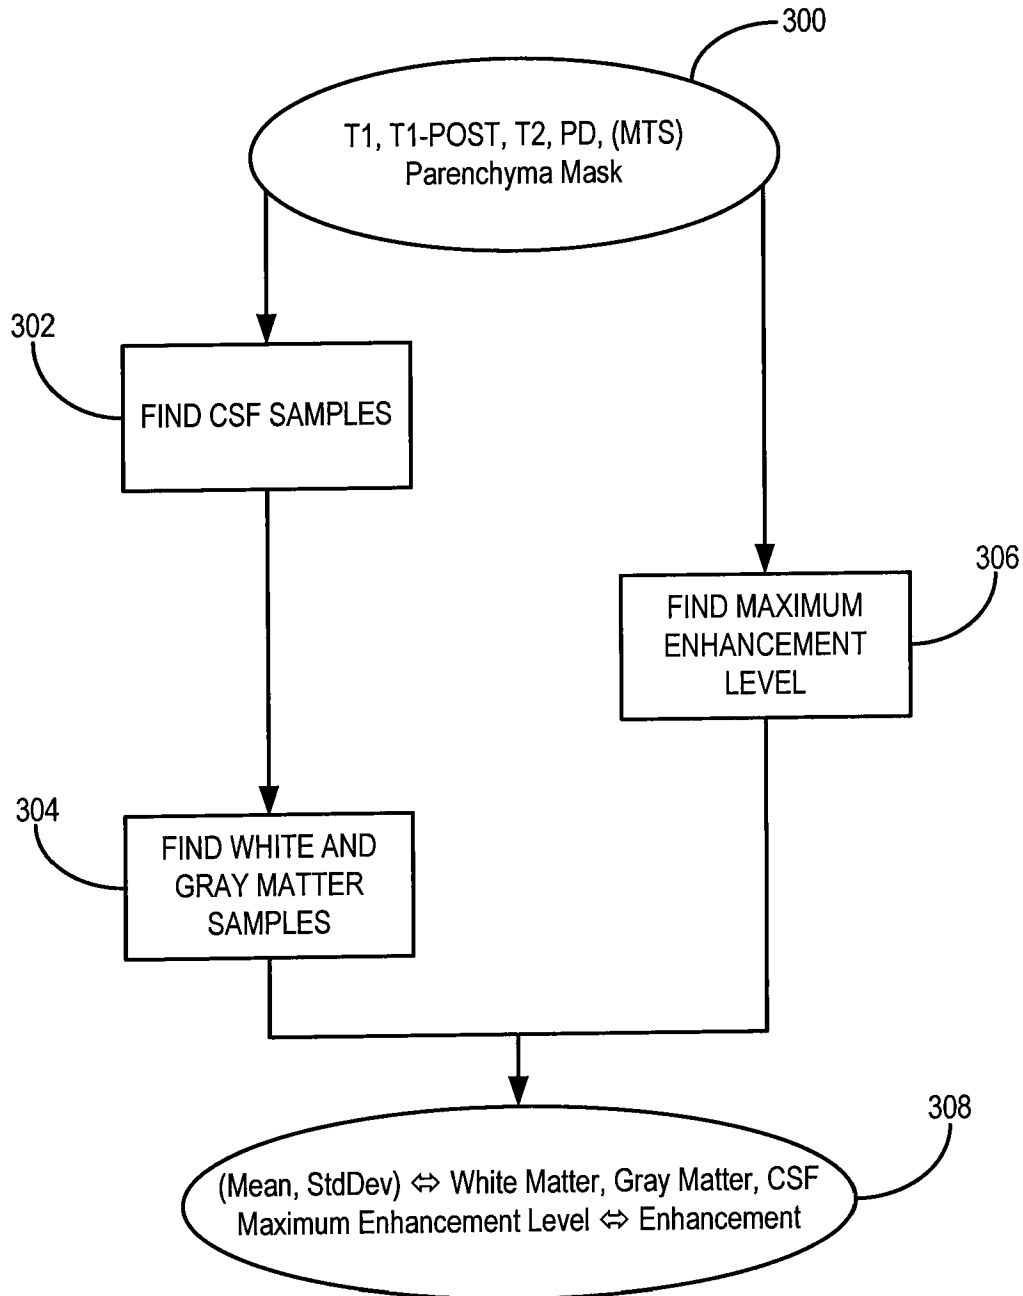 300
T1, T1-POST, T2, PD, (MTS)
Parenchyma Mask
302
FIND CSF SAMPLES
306
FIND MAXIMUM
ENHANCEMENT
LEVEL
304
FIND WHITE AND
GRAY MATTER
SAMPLES
308
(Mean, StdDev) ⇔ White Matter, Gray Matter, CSF
Maximum Enhancement Level ⇔ Enhancement